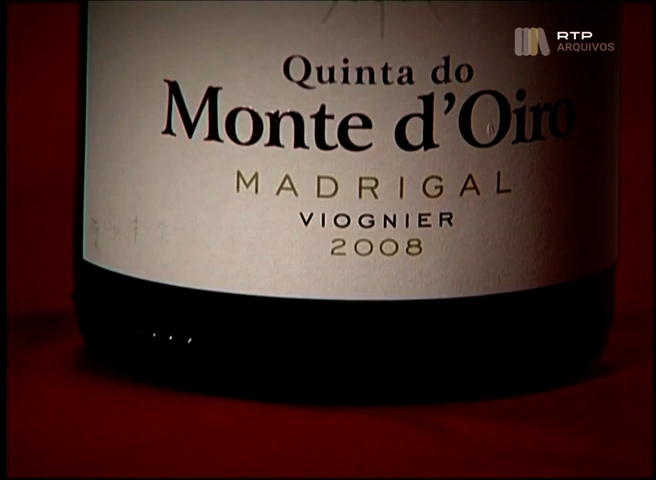 RTP
ARQUIVOS
Quinta do
Monte d'Oiro
MADRIGAL
VIOGNIER
2008